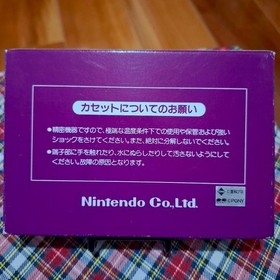 カセットについてのお願い
●精密機器ですので、極端な温度条件下での使用や保管および強い
ショックをさけてください。また、絶対に分解しないでください。
●端子部に手を触れたり、水にぬらしたりして汚さないようにして
ください。故障の原因となります。
Nintendo Co.,Ltd.